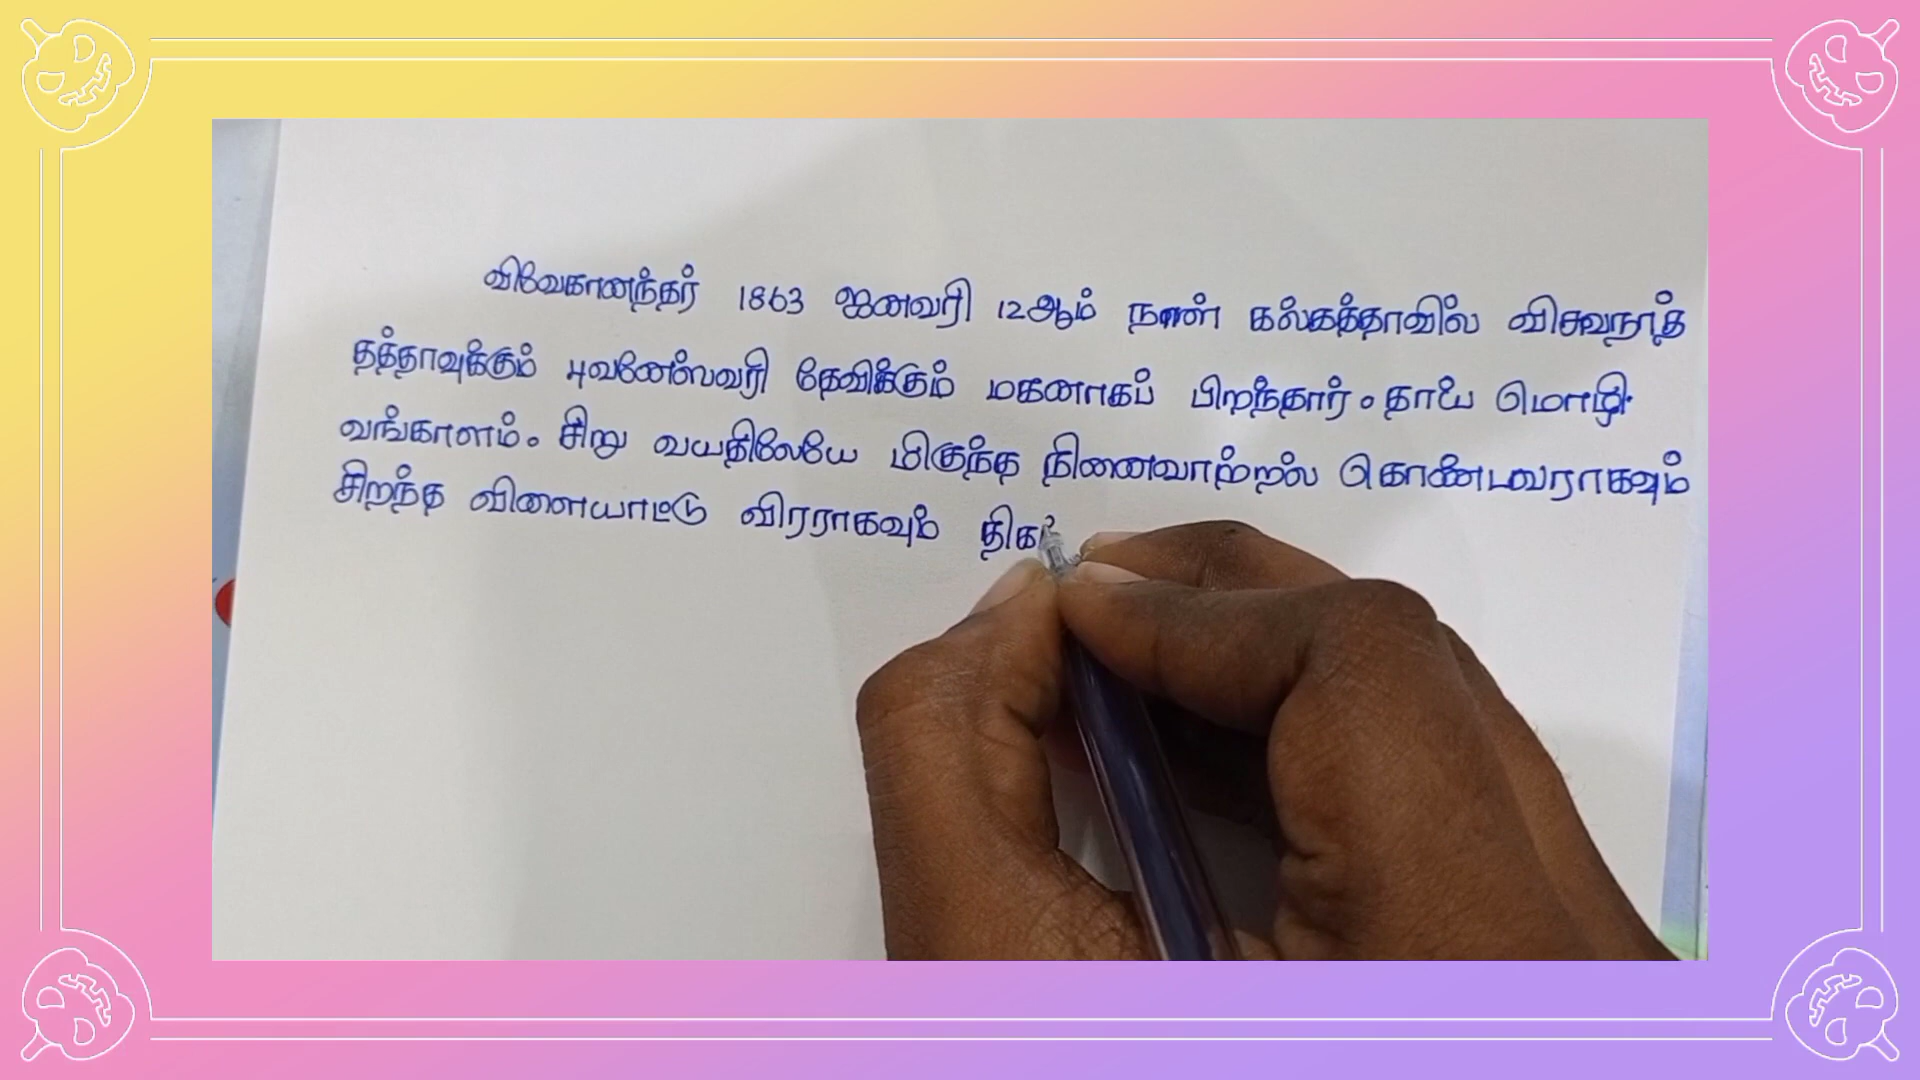 விவேகானந்தர் 1863 ஜனவரி 12ஆம் நாள் கல்கத்தாவில் விசுவநாத்
தத்தாவுக்கும் புவனேஸ்வரி தேவிக்கும் மகனாகப் பிறந்தார். தாய் மொழி
வங்காளம். சிறு வயதிலேயே மிகுந்த நினைவாற்றல் கொண்டவராகவும்
சிறந்த விளையாட்டு விரராகவும் திக